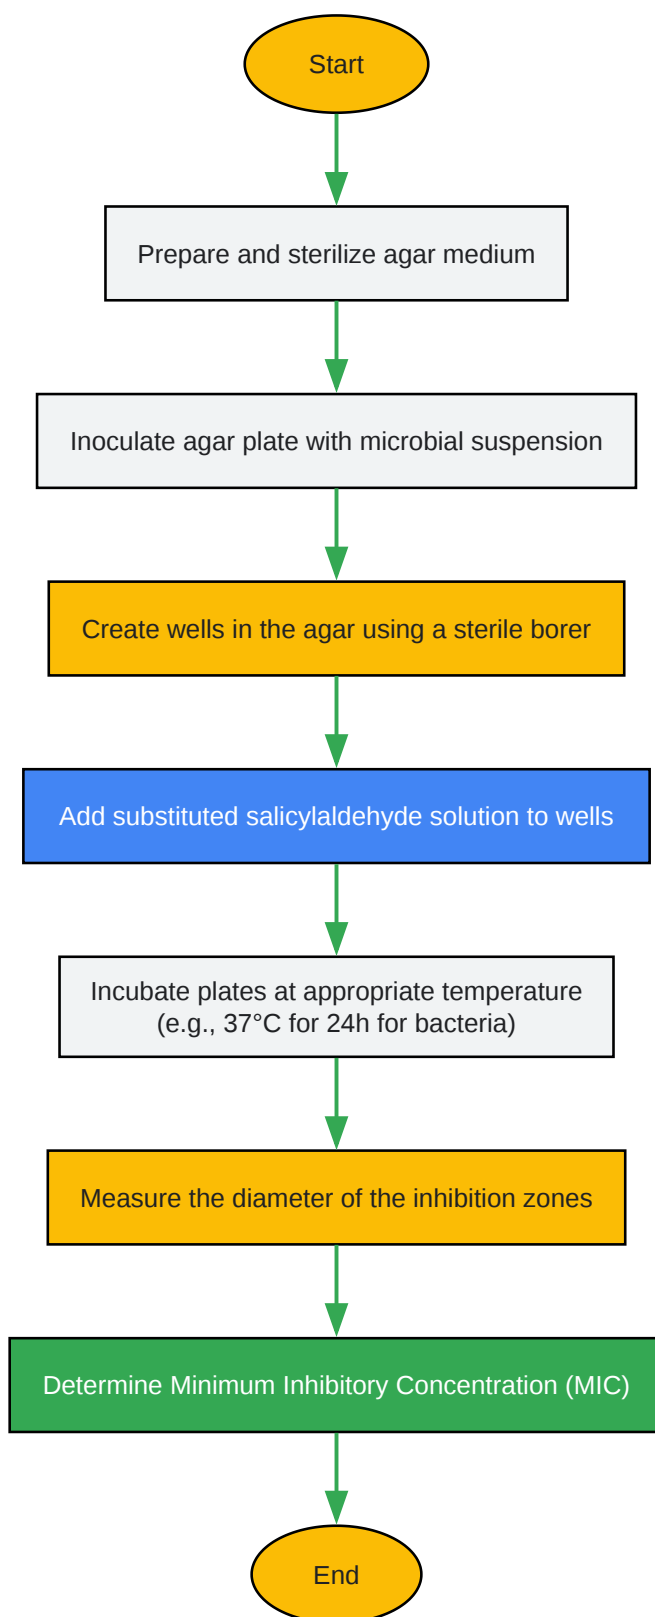 Start
Prepare and sterilize agar medium
Inoculate agar plate with microbial suspension
Create wells in the agar using a sterile borer
Add substituted salicylaldehyde solution to wells
Incubate plates at appropriate temperature
(e.g., 37°C for 24h for bacteria)
Measure the diameter of the inhibition zones
Determine Minimum Inhibitory Concentration (MIC)
End